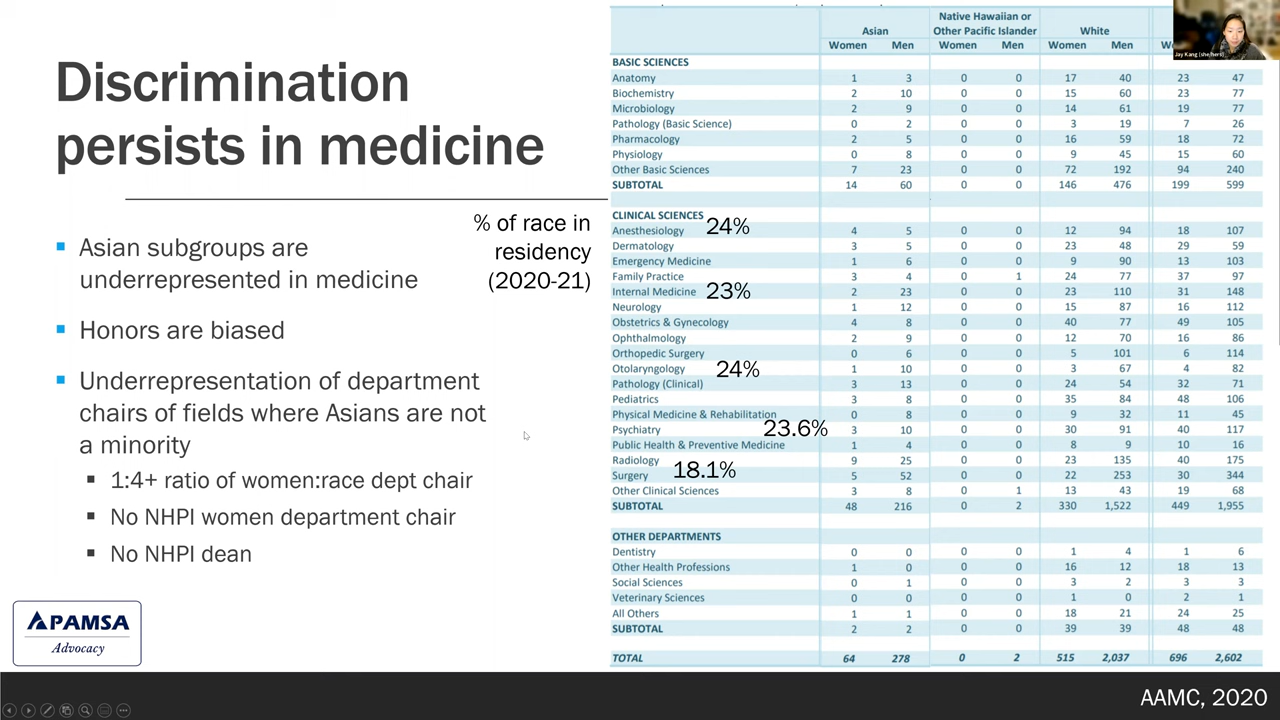 Discrimination
persists in medicine
Asian subgroups are
underrepresented in medicine
Honors are biased
Underrepresentation of department
chairs of fields where Asians are not
a minority
1:4+ ratio of women:race dept chair
No NHPI women department chair
No NHPI dean
APAMSA
Advocacy
% of race in
residency
(2020-21)
Native Hawaiian or
Asian Other Pacific Islander White
Women Men Women Men Women Men
BASIC SCIENCES
Anatomy 1 3 0 0 17 40 23 47
Biochemistry 2 10 0 0 15 60 23 77
Microbiology 2 9 0 0 14 61 19 77
Pathology (Basic Science) 0 2 0 0 3 19 7 26
Pharmacology 2 5 0 0 16 59 18 72
Physiology 0 8 0 0 9 45 15 60
Other Basic Sciences 7 23 0 0 72 192 94 240
SUBTOTAL 14 60 0 0 146 476 199 599
CLINICAL SCIENCES
Anesthesiology 24% 4 5 0 0 12 94 18 107
Dermatology 3 5 0 0 23 48 29 59
Emergency Medicine 1 6 0 0 9 90 13 103
Family Practice 3 4 0 1 24 77 37 97
Internal Medicine 23% 2 23 0 0 23 110 31 148
Neurology 1 12 0 0 15 87 16 112
Obstetrics & Gynecology 4 8 0 0 40 77 49 105
Ophthalmology 2 9 0 0 12 70 16 86
Orthopedic Surgery 0 6 0 0 5 101 6 114
Otolaryngology 24% 1 10 0 0 3 67 4 82
Pathology (Clinical) 3 13 0 0 24 54 32 71
Pediatrics 3 8 0 0 35 84 48 106
Physical Medicine & Rehabilitation 0 8 0 0 9 32 11 45
Psychiatry 23.6% 3 10 0 0 30 91 40 117
Public Health & Preventive Medicine 1 4 0 0 8 9 10 16
Radiology 9 25 0 0 23 135 40 175
Surgery 18.1% 5 52 0 0 22 253 30 344
Other Clinical Sciences 3 8 0 1 13 43 19 68
SUBTOTAL 48 216 0 2 330 1,522 449 1,955
OTHER DEPARTMENTS
Dentistry 0 0 0 0 1 4 1 6
Other Health Professions 1 0 0 0 16 12 18 13
Social Sciences 0 1 0 0 3 2 3 3
Veterinary Sciences 0 0 0 0 1 0 2 1
All Others 1 1 0 0 18 21 24 25
SUBTOTAL 2 2 0 0 39 39 48 48
TOTAL 64 278 0 2 515 2,037 696 2,602
Jay Kang (she/hers)
AAMC, 2020